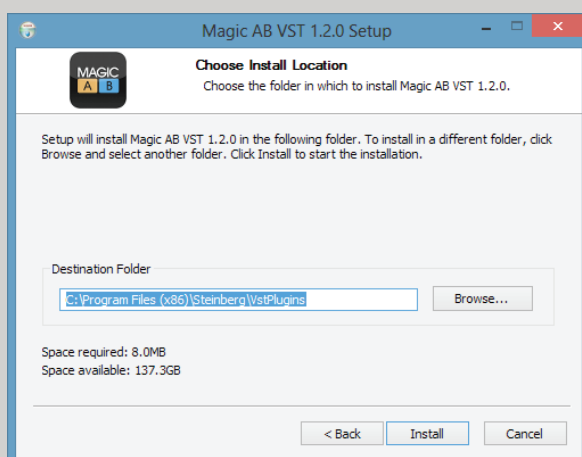 Magic AB VST 1.2.0 Setup
MAGIC
A B
Choose Install Location
Choose the folder in which to install Magic AB VST 1.2.0.
Setup will install Magic AB VST 1.2.0 in the following folder. To install in a different folder, click
Browse and select another folder. Click Install to start the installation.
Destination Folder
C:\Program Files (x86)\Steinberg\VstPlugins
Browse...
Space required: 8.0MB
Space available: 137.3GB
< Back Install Cancel